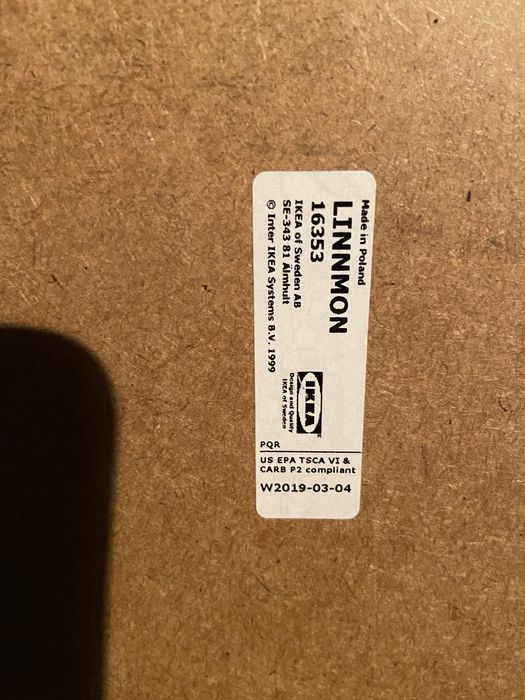 Made in Poland
LINNMON
16353
IKEA of Sweden AB
SE-343 81 Älmhult
© Inter IKEA Systems B.V. 1999
IKEA®
Design and Quality
IKEA of Sweden
PQR
US EPA TSCA VI &
CARB P2 compliant
W2019-03-04